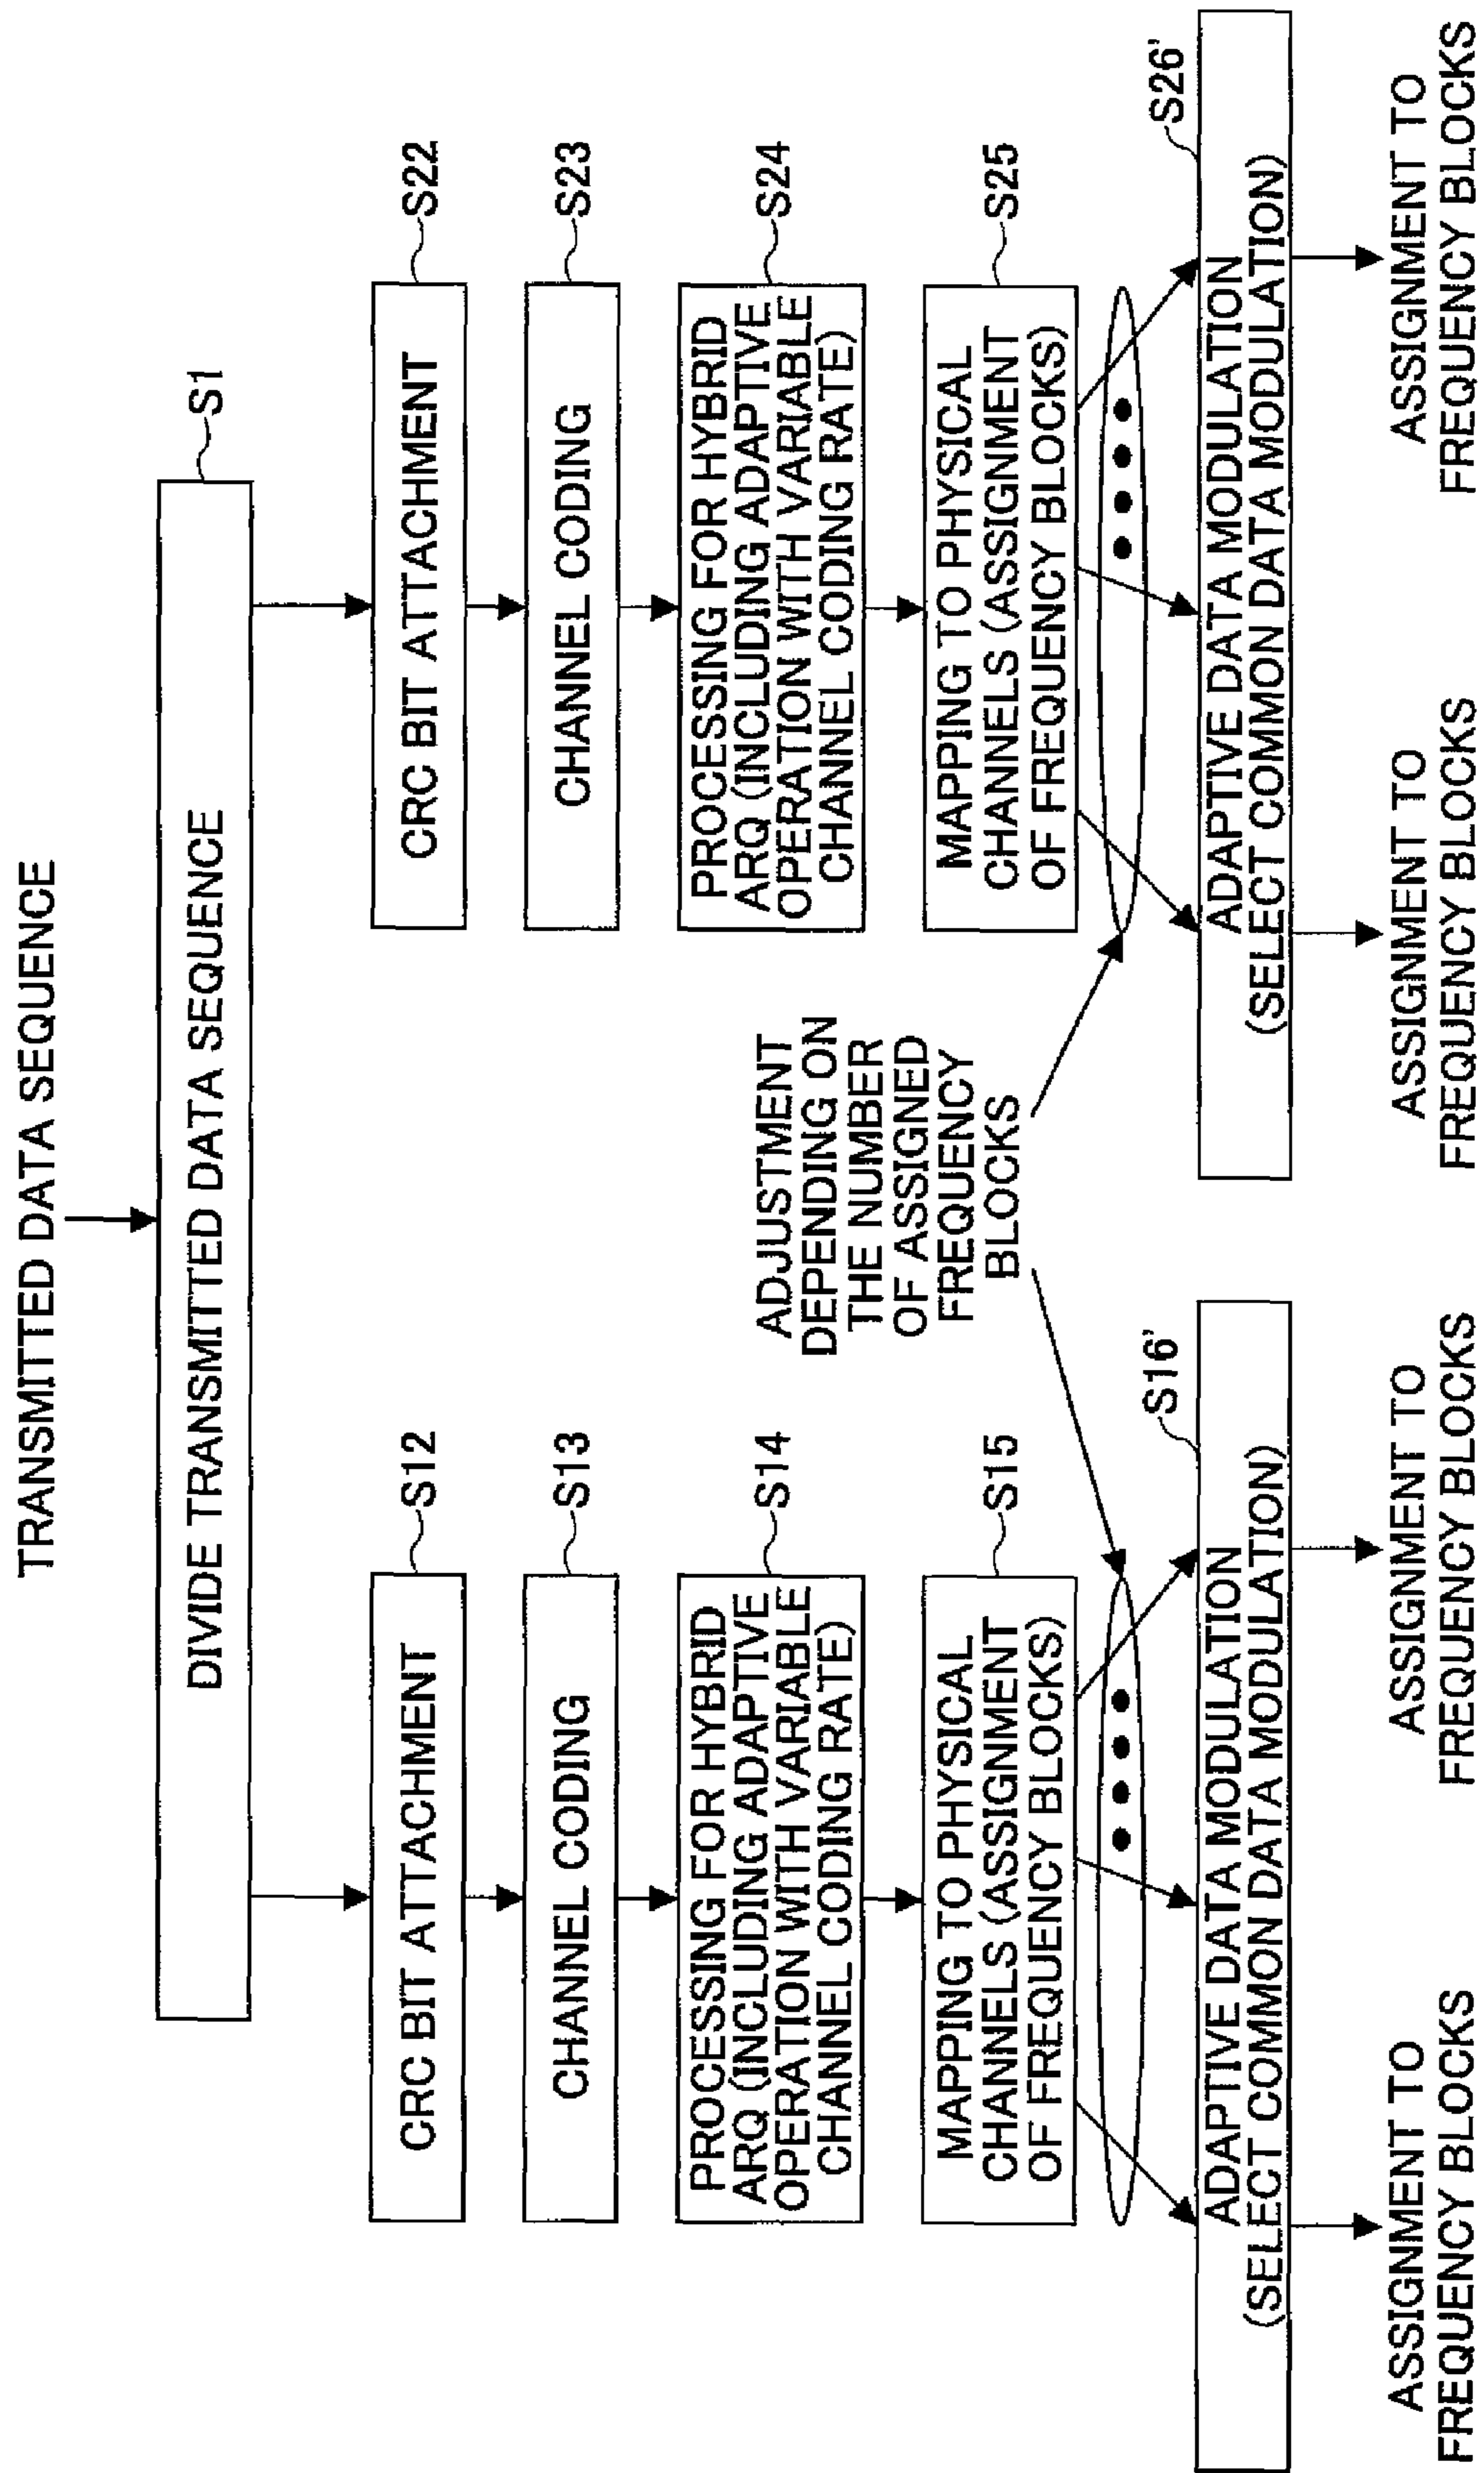 TRANSMITTED DATA SEQUENCE
DIVIDE TRANSMITTED DATA SEQUENCE
S1
CRC BIT ATTACHMENT
S12
CHANNEL CODING
S13
PROCESSING FOR HYBRID
ARQ (INCLUDING ADAPTIVE
OPERATION WITH VARIABLE
CHANNEL CODING RATE)
S14
MAPPING TO PHYSICAL
CHANNELS (ASSIGNMENT
OF FREQUENCY BLOCKS)
S15
ADAPTIVE DATA MODULATION
(SELECT COMMON DATA MODULATION)
S16'
ASSIGNMENT TO
FREQUENCY BLOCKS
ASSIGNMENT TO
FREQUENCY BLOCKS
ADJUSTMENT
DEPENDING ON
THE NUMBER
OF ASSIGNED
FREQUENCY
BLOCKS
CRC BIT ATTACHMENT
S22
CHANNEL CODING
S23
PROCESSING FOR HYBRID
ARQ (INCLUDING ADAPTIVE
OPERATION WITH VARIABLE
CHANNEL CODING RATE)
S24
MAPPING TO PHYSICAL
CHANNELS (ASSIGNMENT
OF FREQUENCY BLOCKS)
S25
ADAPTIVE DATA MODULATION
(SELECT COMMON DATA MODULATION)
S26'
ASSIGNMENT TO
FREQUENCY BLOCKS
ASSIGNMENT TO
FREQUENCY BLOCKS